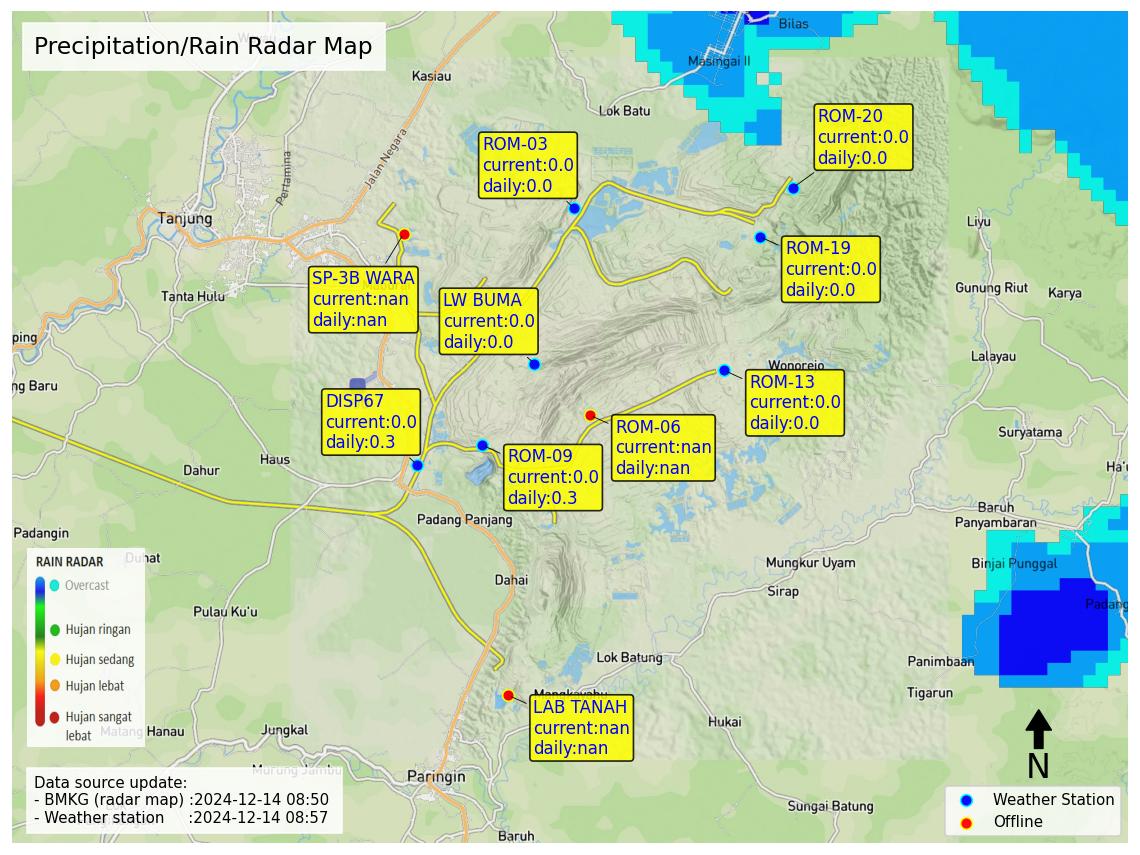 Precipitation/Rain Radar Map
Bilas
Masingai II
Kasiau
Lok Batu
Jalan Negara
Pertamina
Tanjung
Tanta Hulu
ROM-03
current:0.0
daily:0.0
ROM-20
current:0.0
daily:0.0
ROM-19
current:0.0
daily:0.0
SP-3B WARA
current:nan
daily:nan
LW BUMA
current:0.0
daily:0.0
Liyu
Gunung Riut
Karya
Lalayau
Wonorejo
ROM-13
current:0.0
daily:0.0
ping
ng Baru
DISP67
current:0.0
daily:0.3
ROM-06
current:nan
daily:nan
ROM-09
current:0.0
daily:0.3
Suryatama
Ha'u
Dahur
Haus
Padang Panjang
Baruh
Panyambaran
Padangin
Duhat
Dahai
Mungkur Uyam
Binjai Punggal
Sirap
Padang
Pulau Ku'u
Lok Batung
Panimbaan
Tigarun
Mangkayahu
LAB TANAH
current:nan
daily:nan
Hukai
Matang Hanau
Jungkal
Murung Jambu
Paringin
Sungai Batung
Baruh
RAIN RADAR
Overcast
Hujan ringan
Hujan sedang
Hujan lebat
Hujan sangat
lebat
Data source update:
- BMKG (radar map) :2024-12-14 08:50
- Weather station :2024-12-14 08:57
N
Weather Station
Offline